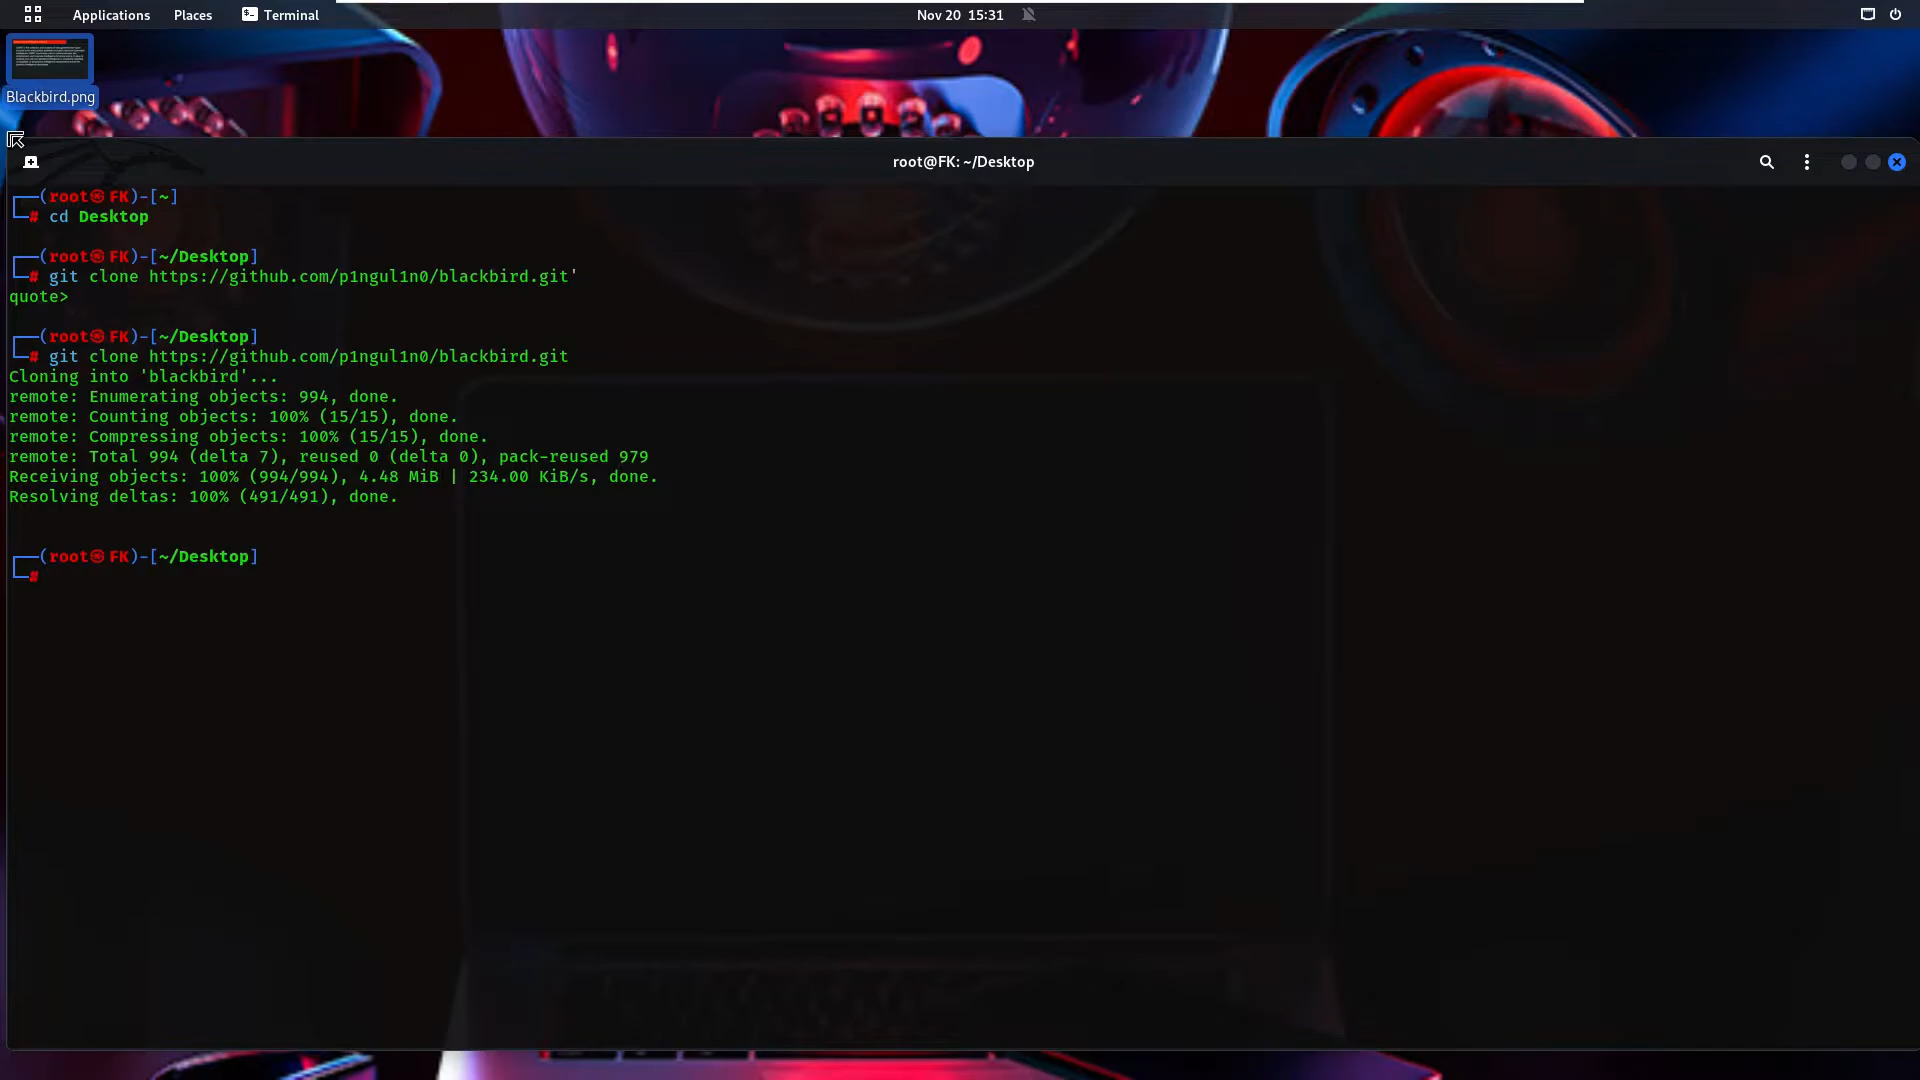 Applications Places Terminal Nov 20 15:31
Blackbird.png
root@FK: ~/Desktop
┌──(root㉿FK)-[~]
└─# cd Desktop
┌──(root㉿FK)-[~/Desktop]
└─# git clone https://github.com/p1ngul1n0/blackbird.git'
quote>
┌──(root㉿FK)-[~/Desktop]
└─# git clone https://github.com/p1ngul1n0/blackbird.git
Cloning into 'blackbird'...
remote: Enumerating objects: 994, done.
remote: Counting objects: 100% (15/15), done.
remote: Compressing objects: 100% (15/15), done.
remote: Total 994 (delta 7), reused 0 (delta 0), pack-reused 979
Receiving objects: 100% (994/994), 4.48 MiB | 234.00 KiB/s, done.
Resolving deltas: 100% (491/491), done.
┌──(root㉿FK)-[~/Desktop]
└─#